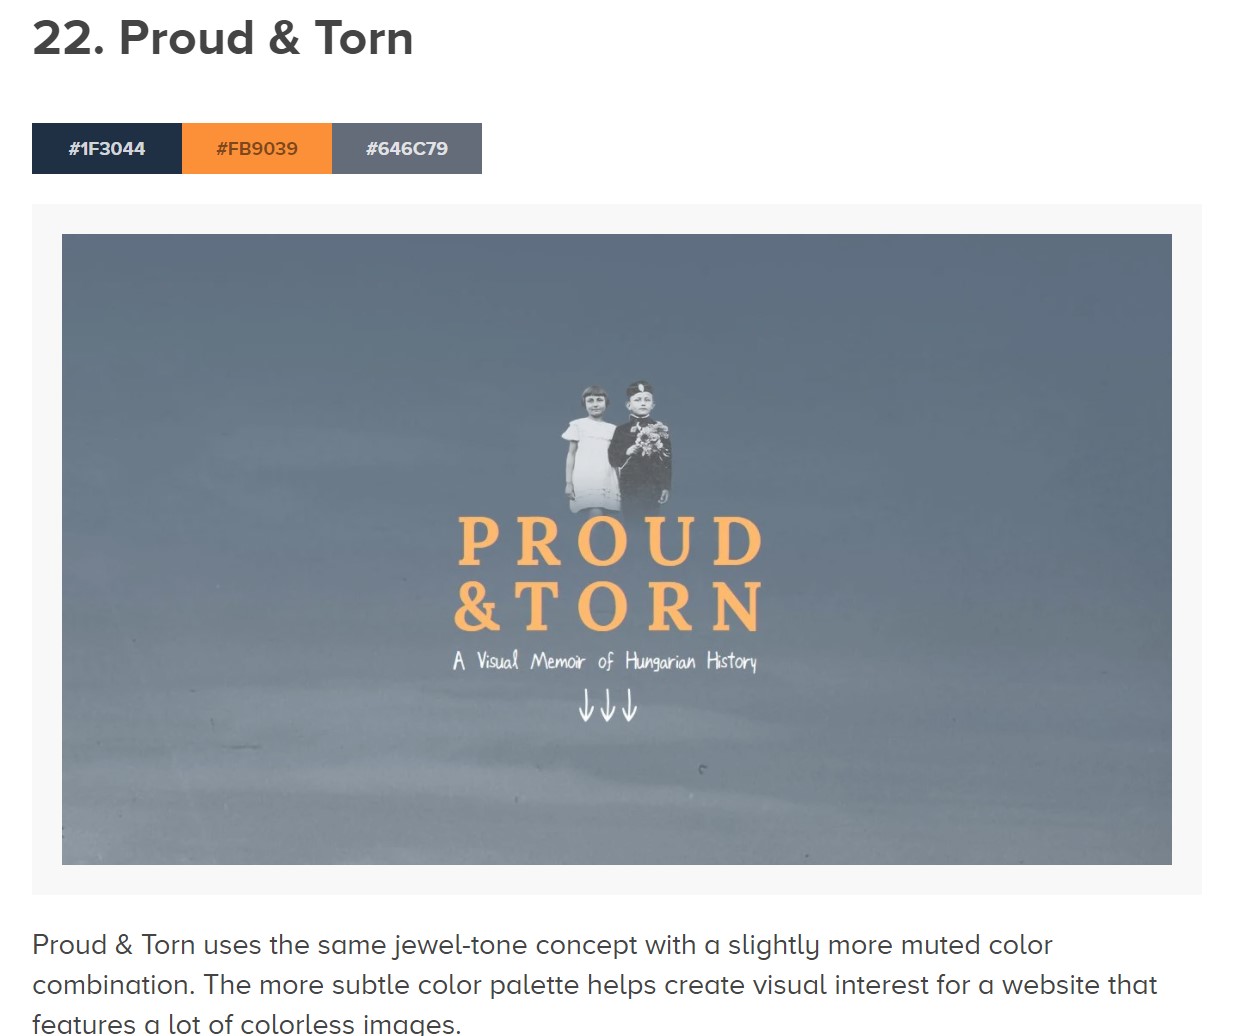 22. Proud & Torn
#1F3044 #FB9039 #646C79
PROUD
&TORN
A Visual Memoir of Hungarian History
Proud & Torn uses the same jewel-tone concept with a slightly more muted color
combination. The more subtle color palette helps create visual interest for a website that
features a lot of colorless images.